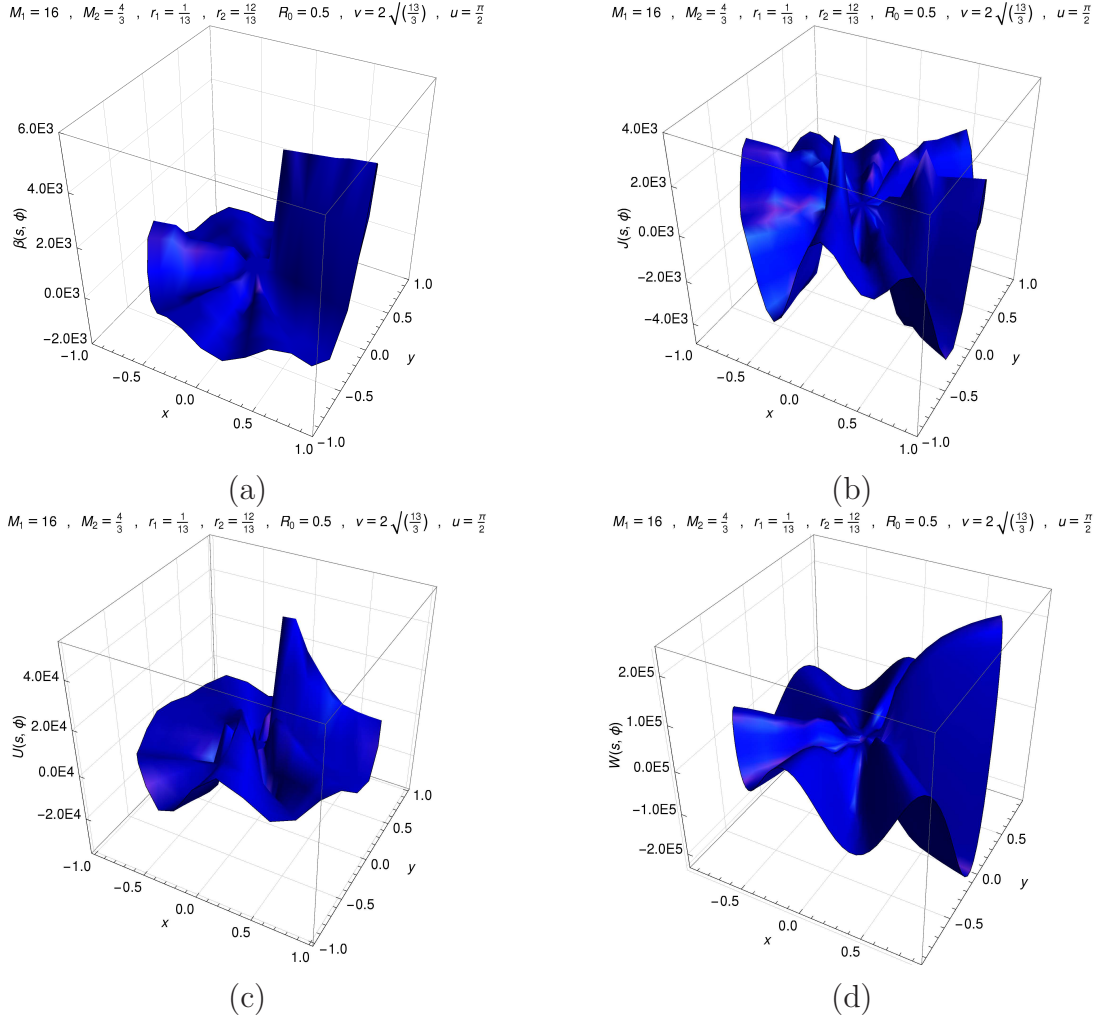 M₁ = 16 , M₂ = 4/3 , r₁ = 1/13 , r₂ = 12/13 R₀ = 0.5 , v = 2√(13/3) , u = π/2
6.0E3
4.0E3
2.0E3
0.0E3
−2.0E3
β(s, ϕ)
−1.0
−0.5
0.0
0.5
1.0
x
1.0
0.5
0.0
−0.5
−1.0
y
(a)
M₁ = 16 , M₂ = 4/3 , r₁ = 1/13 , r₂ = 12/13 , R₀ = 0.5 , v = 2√(13/3) , u = π/2
4.0E3
2.0E3
0.0E3
−2.0E3
−4.0E3
J(s, ϕ)
−1.0
−0.5
0.0
0.5
1.0
x
1.0
0.5
0.0
−0.5
−1.0
y
(b)
M₁ = 16 , M₂ = 4/3 , r₁ = 1/13 , r₂ = 12/13 , R₀ = 0.5 , v = 2√(13/3) , u = π/2
4.0E4
2.0E4
0.0E4
−2.0E4
U(s, ϕ)
−1.0
−0.5
0.0
0.5
1.0
x
1.0
0.5
0.0
−0.5
−1.0
y
(c)
M₁ = 16 , M₂ = 4/3 , r₁ = 1/13 , r₂ = 12/13 , R₀ = 0.5 , v = 2√(13/3) , u = π/2
2.0E5
1.0E5
0.0E5
−1.0E5
−2.0E5
W(s, ϕ)
−0.5
0.0
0.5
x
0.5
0.0
−0.5
y
(d)